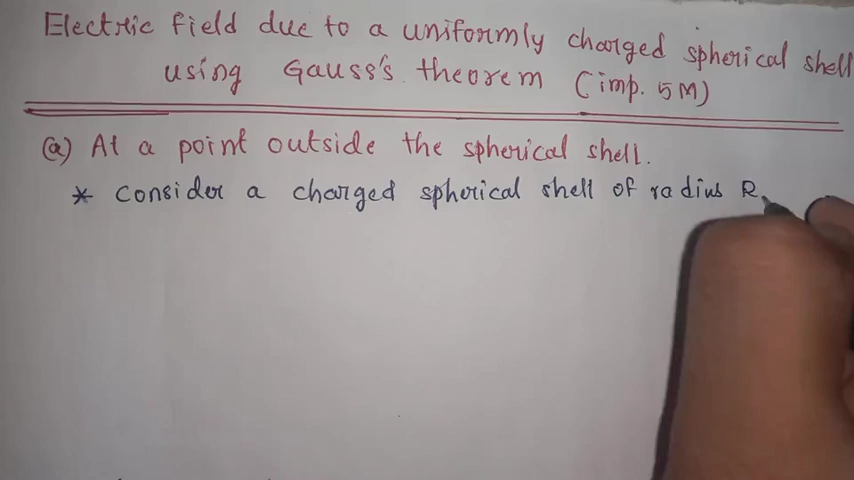 Electric field due to a uniformly charged spherical shell
using Gauss's theorem (imp. 5M)
(a) At a point outside the spherical shell.
* Consider a charged spherical shell of radius R